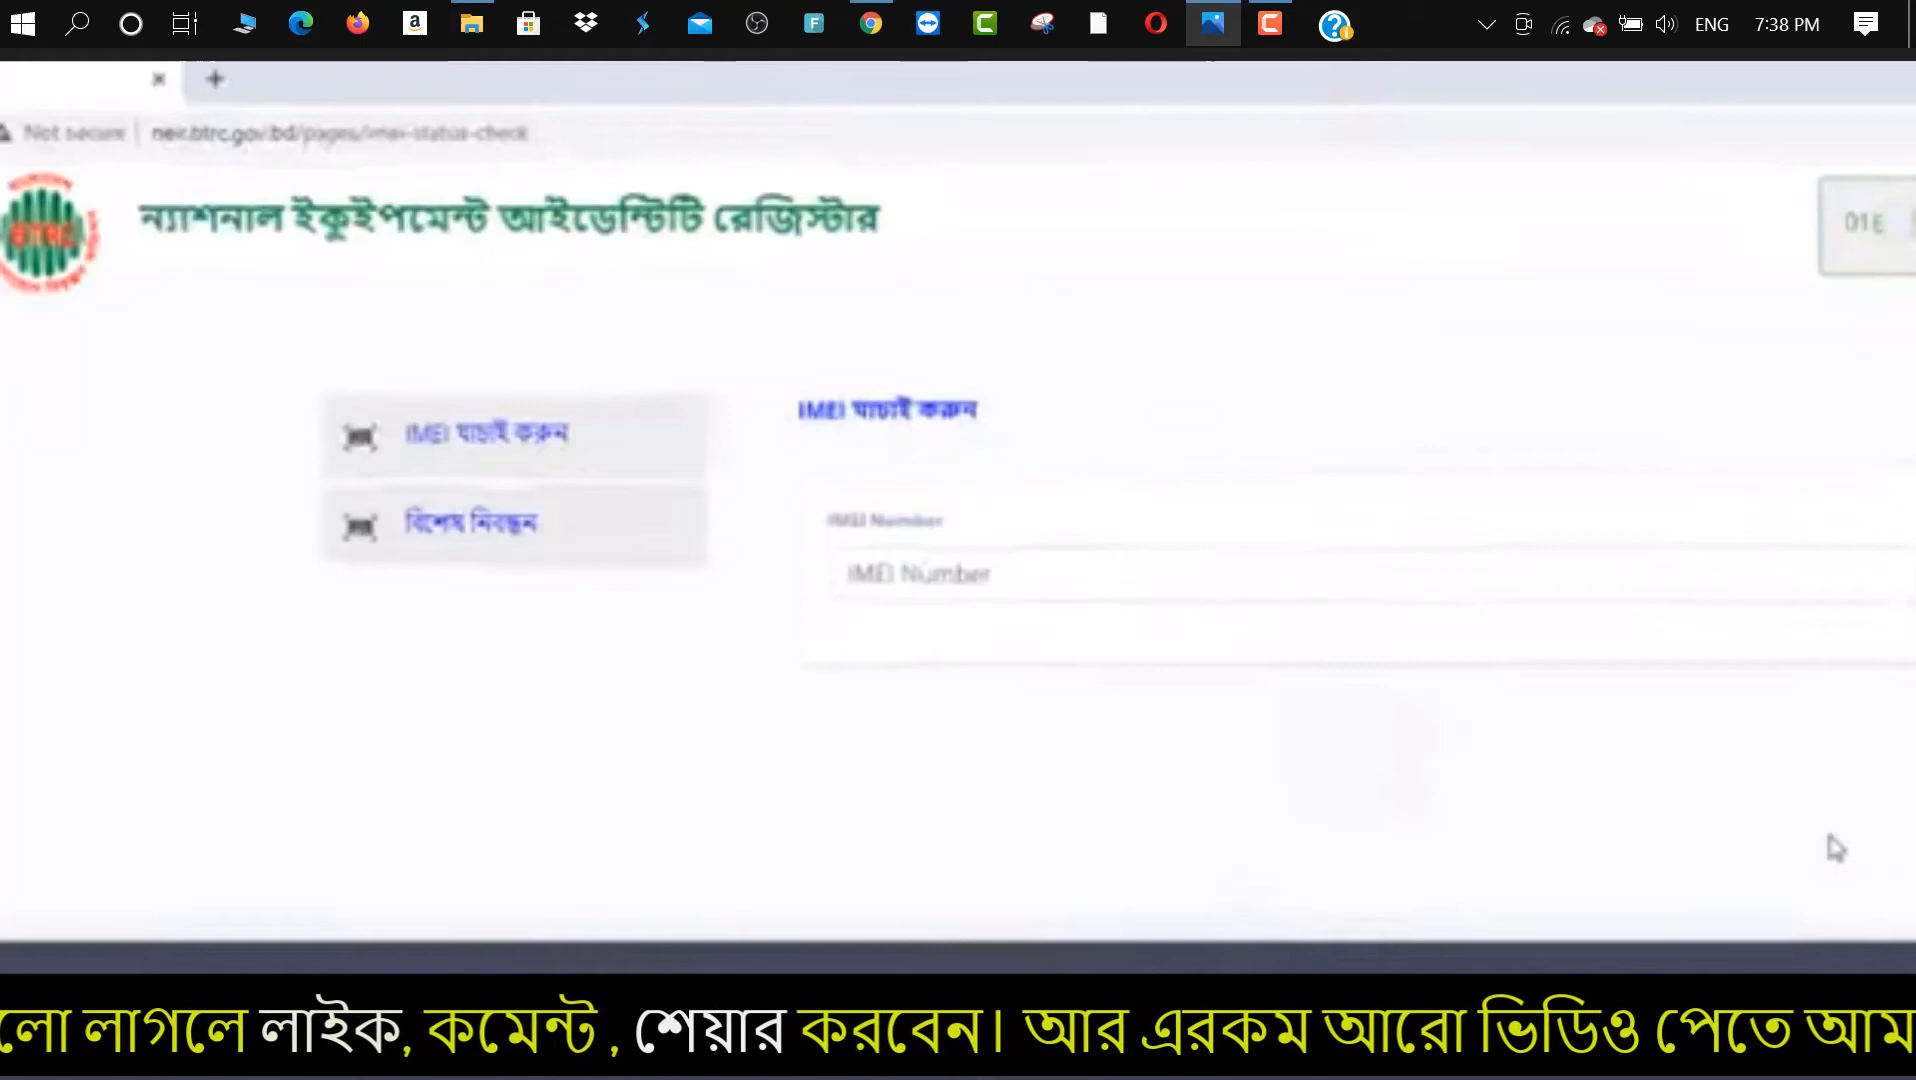 ENG 7:38 PM
Not secure neir.btrc.gov.bd/pages/imei-status-check
BTRC
ন্যাশনাল ইকুইপমেন্ট আইডেন্টিটি রেজিস্টার
IMEI যাচাই করুন
বিশেষ নিবন্ধন
IMEI যাচাই করুন
IMEI Number
IMEI Number
লো লাগলে লাইক, কমেন্ট , শেয়ার করবেন। আর এরকম আরো ভিডিও পেতে আম